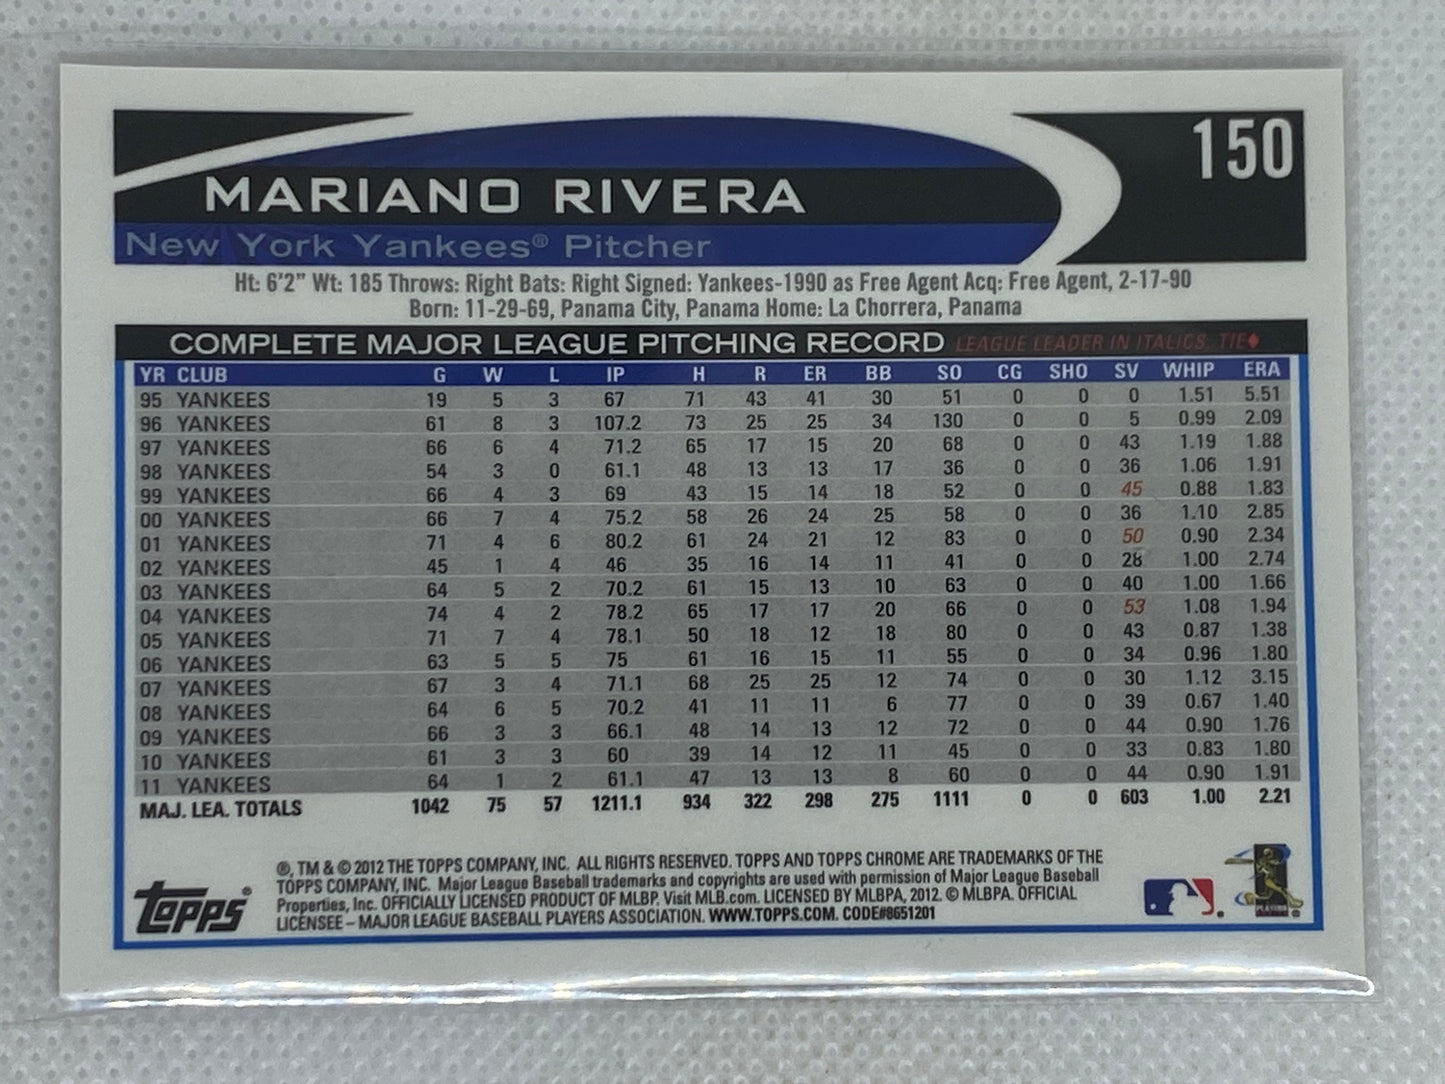 150
MARIANO RIVERA
New York Yankees® Pitcher
Ht: 6'2" Wt: 185 Throws: Right Bats: Right Signed: Yankees-1990 as Free Agent Acq: Free Agent, 2-17-90
Born: 11-29-69, Panama City, Panama Home: La Chorrera, Panama
COMPLETE MAJOR LEAGUE PITCHING RECORD LEAGUE LEADER IN ITALICS, TIE♦
YR CLUB G W L IP H R ER BB SO CG SHO SV WHIP ERA
95 YANKEES 19 5 3 67 71 43 41 30 51 0 0 0 1.51 5.51
96 YANKEES 61 8 3 107.2 73 25 25 34 130 0 0 5 0.99 2.09
97 YANKEES 66 6 4 71.2 65 17 15 20 68 0 0 43 1.19 1.88
98 YANKEES 54 3 0 61.1 48 13 13 17 36 0 0 36 1.06 1.91
99 YANKEES 66 4 3 69 43 15 14 18 52 0 0 45 0.88 1.83
00 YANKEES 66 7 4 75.2 58 26 24 25 58 0 0 36 1.10 2.85
01 YANKEES 71 4 6 80.2 61 24 21 12 83 0 0 50 0.90 2.34
02 YANKEES 45 1 4 46 35 16 14 11 41 0 0 28 1.00 2.74
03 YANKEES 64 5 2 70.2 61 15 13 10 63 0 0 40 1.00 1.66
04 YANKEES 74 4 2 78.2 65 17 17 20 66 0 0 53 1.08 1.94
05 YANKEES 71 7 4 78.1 50 18 12 18 80 0 0 43 0.87 1.38
06 YANKEES 63 5 5 75 61 16 15 11 55 0 0 34 0.96 1.80
07 YANKEES 67 3 4 71.1 68 25 25 12 74 0 0 30 1.12 3.15
08 YANKEES 64 6 5 70.2 41 11 11 6 77 0 0 39 0.67 1.40
09 YANKEES 66 3 3 66.1 48 14 13 12 72 0 0 44 0.90 1.76
10 YANKEES 61 3 3 60 39 14 12 11 45 0 0 33 0.83 1.80
11 YANKEES 64 1 2 61.1 47 13 13 8 60 0 0 44 0.90 1.91
MAJ. LEA. TOTALS 1042 75 57 1211.1 934 322 298 275 1111 0 0 603 1.00 2.21
®, TM & © 2012 THE TOPPS COMPANY, INC. ALL RIGHTS RESERVED. TOPPS AND TOPPS CHROME ARE TRADEMARKS OF THE
TOPPS COMPANY, INC. Major League Baseball trademarks and copyrights are used with permission of Major League Baseball
Properties, Inc. OFFICIALLY LICENSED PRODUCT OF MLBP. Visit MLB.com. LICENSED BY MLBPA, 2012. © MLBPA. OFFICIAL
LICENSEE – MAJOR LEAGUE BASEBALL PLAYERS ASSOCIATION. WWW.TOPPS.COM. CODE#8651201
Topps®
PLAYERS